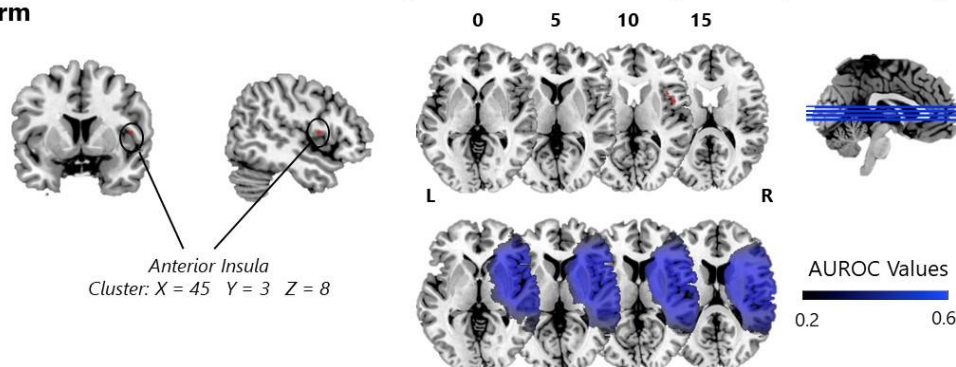 rm
0 5 10 15
L R
Anterior Insula
Cluster: X = 45 Y = 3 Z = 8
AUROC Values
0.2 0.6